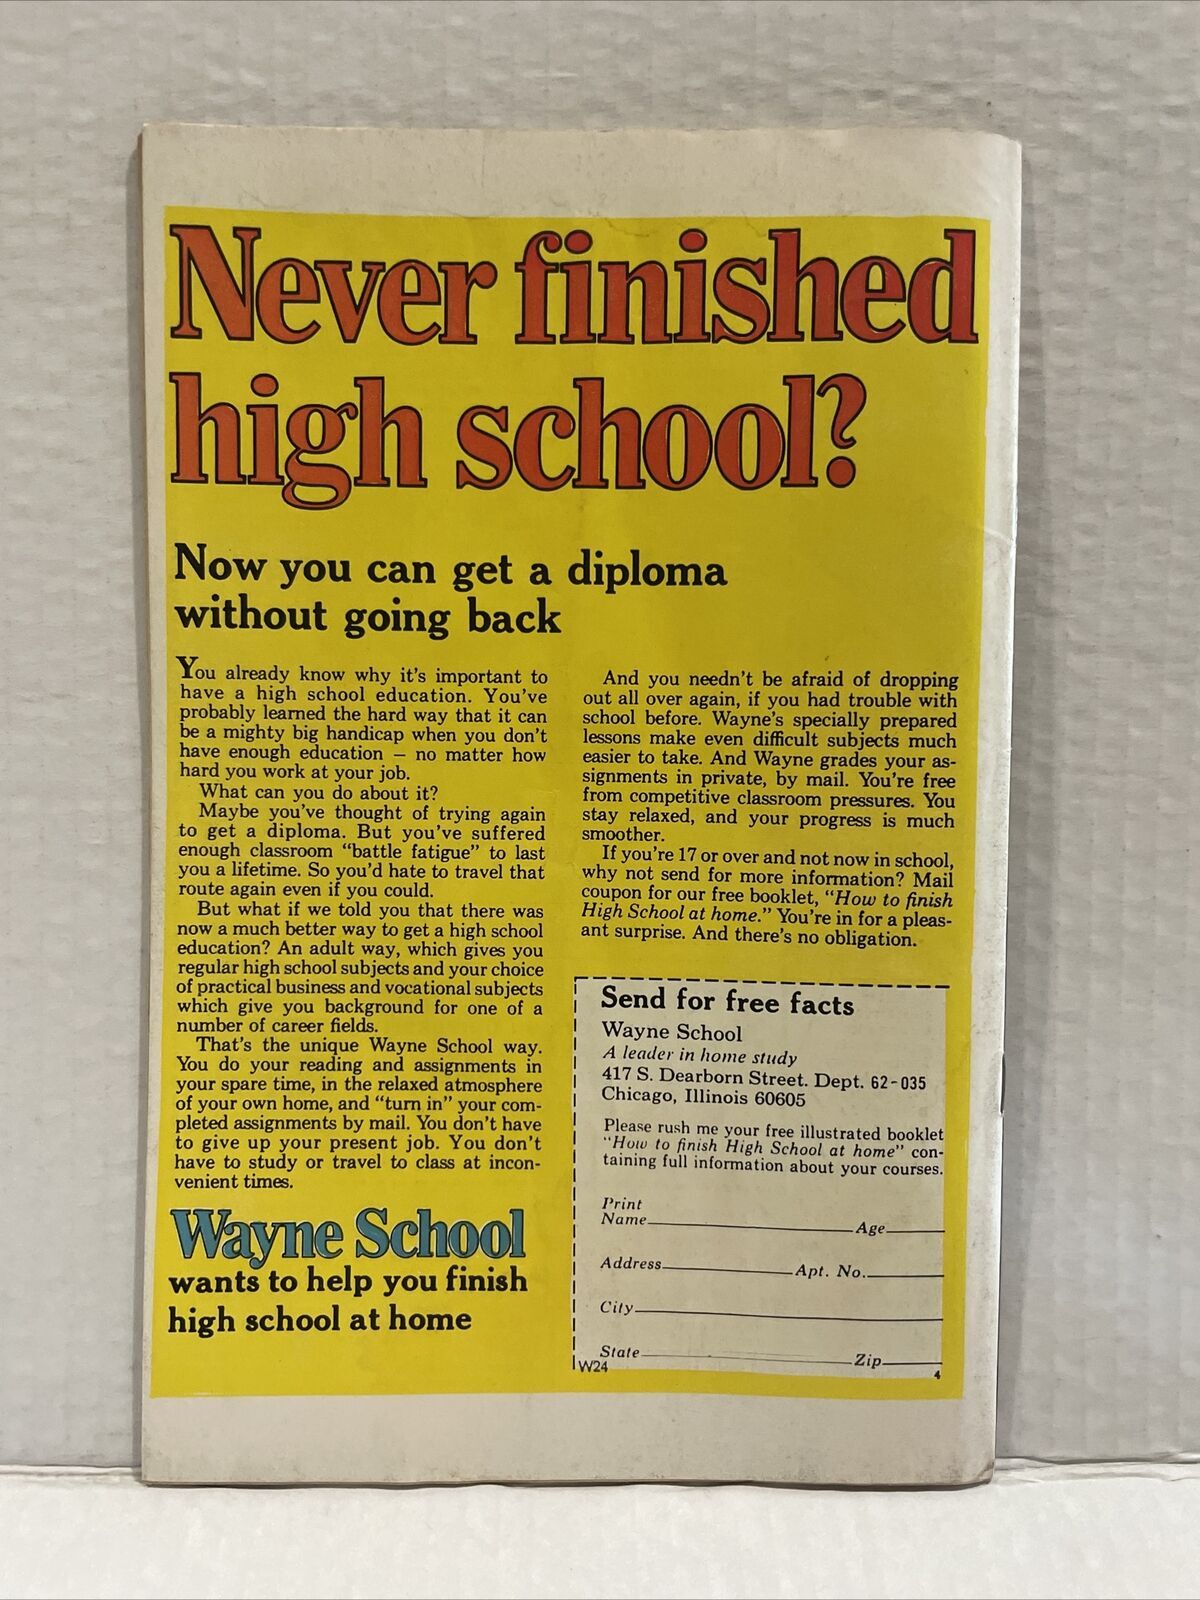 Never finished
high school?
Now you can get a diploma
without going back
You already know why it's important to
have a high school education. You've
probably learned the hard way that it can
be a mighty big handicap when you don't
have enough education – no matter how
hard you work at your job.
What can you do about it?
Maybe you've thought of trying again
to get a diploma. But you've suffered
enough classroom "battle fatigue" to last
you a lifetime. So you'd hate to travel that
route again even if you could.
But what if we told you that there was
now a much better way to get a high school
education? An adult way, which gives you
regular high school subjects and your choice
of practical business and vocational subjects
which give you background for one of a
number of career fields.
That's the unique Wayne School way.
You do your reading and assignments in
your spare time, in the relaxed atmosphere
of your own home, and "turn in" your com-
pleted assignments by mail. You don't have
to give up your present job. You don't
have to study or travel to class at incon-
venient times.
Wayne School
wants to help you finish
high school at home
And you needn't be afraid of dropping
out all over again, if you had trouble with
school before. Wayne's specially prepared
lessons make even difficult subjects much
easier to take. And Wayne grades your as-
signments in private, by mail. You're free
from competitive classroom pressures. You
stay relaxed, and your progress is much
smoother.
If you're 17 or over and not now in school,
why not send for more information? Mail
coupon for our free booklet, "How to finish
High School at home." You're in for a pleas-
ant surprise. And there's no obligation.
Send for free facts
Wayne School
A leader in home study
417 S. Dearborn Street. Dept. 62-035
Chicago, Illinois 60605
Please rush me your free illustrated booklet
"How to finish High School at home" con-
taining full information about your courses.
Print
Name Age
Address Apt. No.
City
State Zip
W24 4